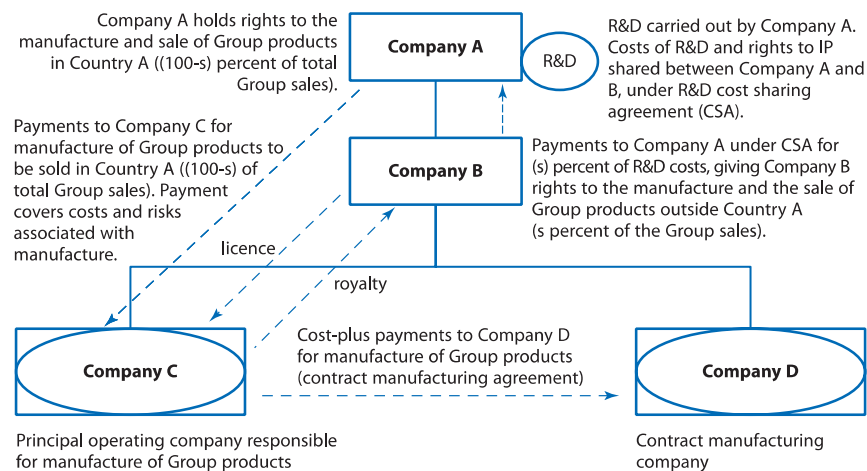 Company A holds rights to the
manufacture and sale of Group products
in Country A ((100-s) percent of total
Group sales).
Company A
R&D
R&D carried out by Company A.
Costs of R&D and rights to IP
shared between Company A and
B, under R&D cost sharing
agreement (CSA).
Payments to Company C for
manufacture of Group products to
be sold in Country A ((100-s) of
total Group sales). Payment
covers costs and risks
associated with
manufacture.
Company B
Payments to Company A under CSA for
(s) percent of R&D costs, giving Company B
rights to the manufacture and the sale of
Group products outside Country A
(s percent of the Group sales).
licence
royalty
Company C
Cost-plus payments to Company D
for manufacture of Group products
(contract manufacturing agreement)
Company D
Principal operating company responsible
for manufacture of Group products
Contract manufacturing
company